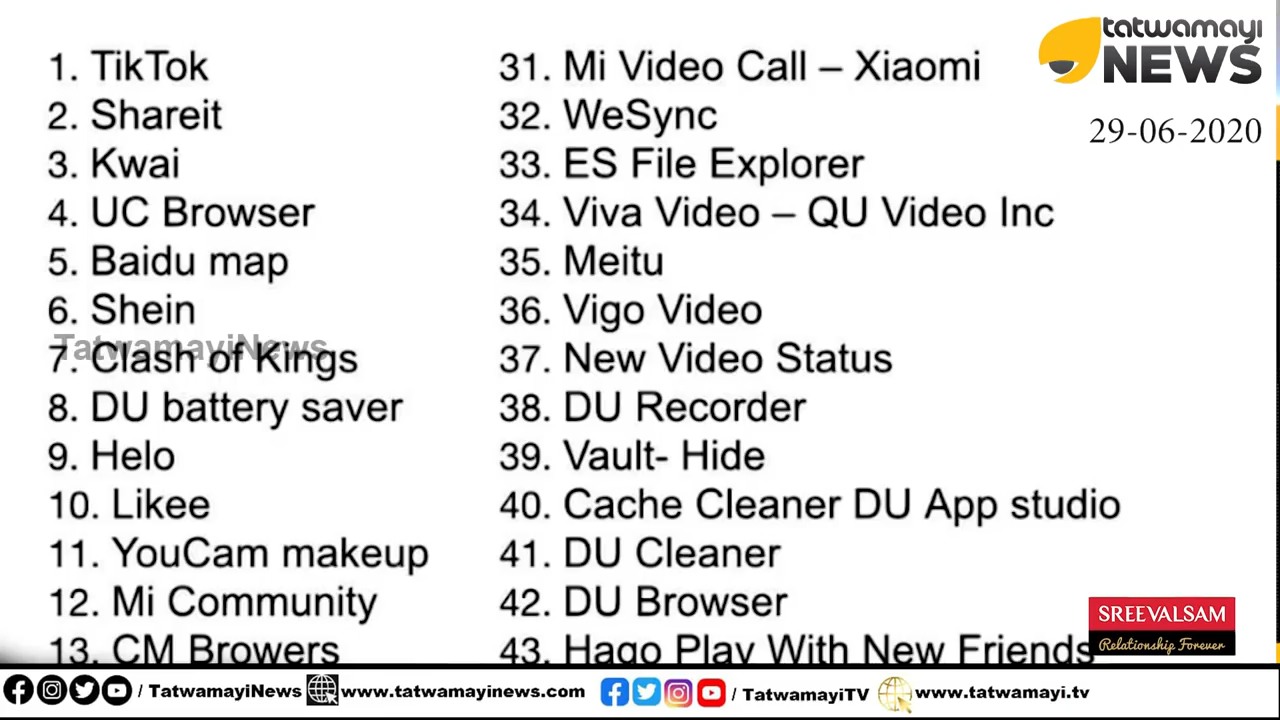 1. TikTok
2. Shareit
3. Kwai
4. UC Browser
5. Baidu map
6. Shein
TatwamayiNews
7. Clash of Kings
8. DU battery saver
9. Helo
10. Likee
11. YouCam makeup
12. Mi Community
13. CM Browers
31. Mi Video Call – Xiaomi
32. WeSync
33. ES File Explorer
34. Viva Video – QU Video Inc
35. Meitu
36. Vigo Video
37. New Video Status
38. DU Recorder
39. Vault- Hide
40. Cache Cleaner DU App studio
41. DU Cleaner
42. DU Browser
43. Hago Play With New Friends
tatwamayi
NEWS
29-06-2020
SREEVALSAM
Relationship Forever
/ TatwamayiNews www.tatwamayinews.com / TatwamayiTV www.tatwamayi.tv